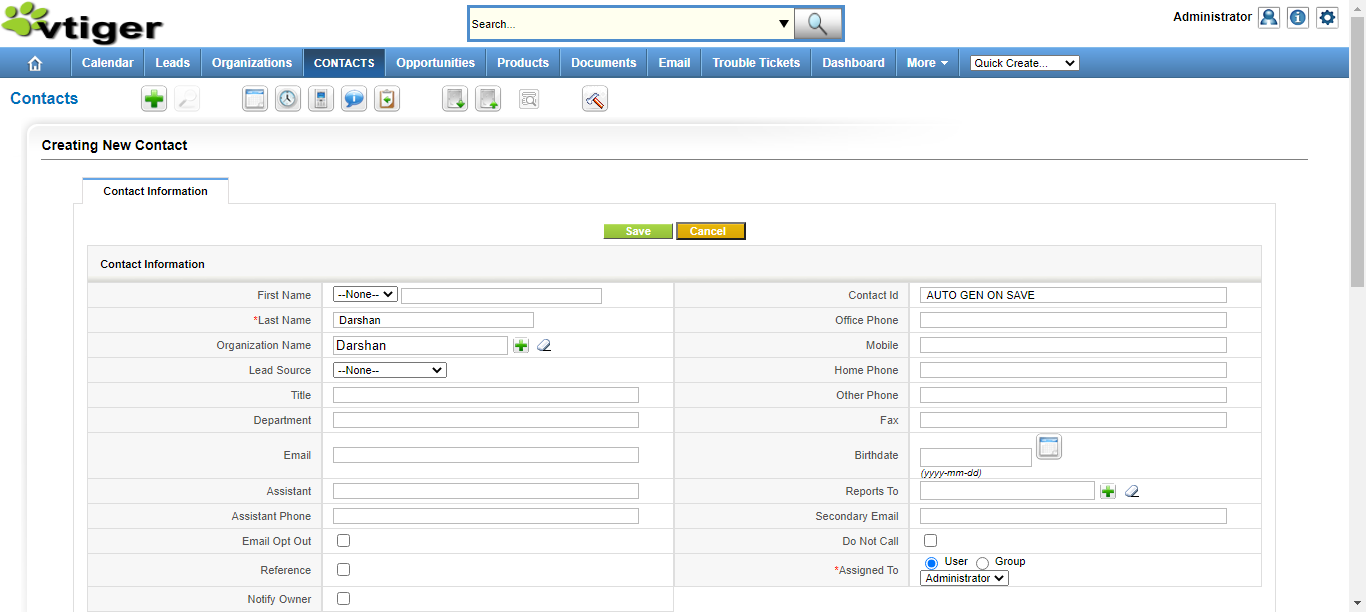 vtiger
Search...
Administrator
Calendar Leads Organizations CONTACTS Opportunities Products Documents Email Trouble Tickets Dashboard More Quick Create...
Contacts
Creating New Contact
Contact Information
Save Cancel
Contact Information
First Name --None-- Contact Id AUTO GEN ON SAVE
*Last Name Darshan Office Phone
Organization Name Darshan Mobile
Lead Source --None-- Home Phone
Title Other Phone
Department Fax
Email Birthdate
(yyyy-mm-dd)
Assistant Reports To
Assistant Phone Secondary Email
Email Opt Out Do Not Call
Reference *Assigned To User Group
Administrator
Notify Owner